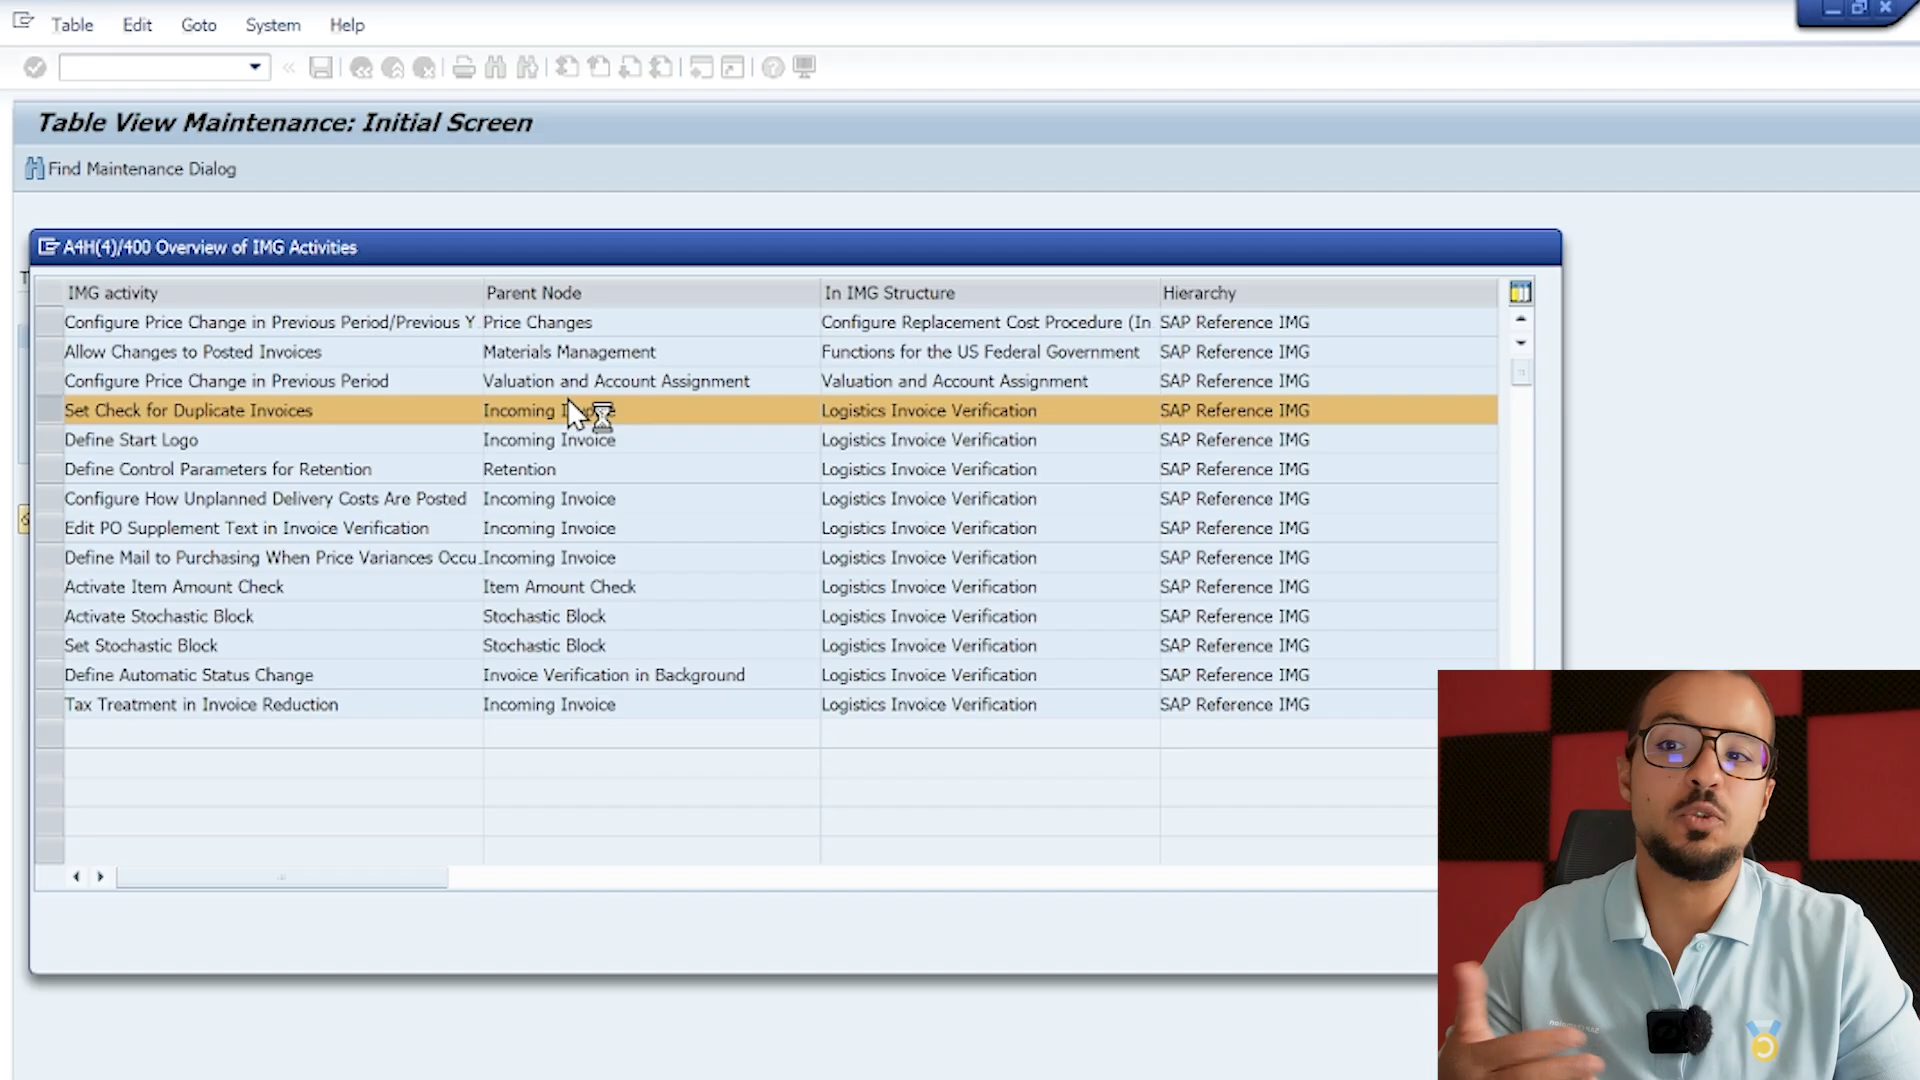 Table Edit Goto System Help
Table View Maintenance: Initial Screen
Find Maintenance Dialog
A4H(4)/400 Overview of IMG Activities
IMG activity Parent Node In IMG Structure Hierarchy
Configure Price Change in Previous Period/Previous Y Price Changes Configure Replacement Cost Procedure (In SAP Reference IMG
Allow Changes to Posted Invoices Materials Management Functions for the US Federal Government SAP Reference IMG
Configure Price Change in Previous Period Valuation and Account Assignment Valuation and Account Assignment SAP Reference IMG
Set Check for Duplicate Invoices Incoming Logistics Invoice Verification SAP Reference IMG
Define Start Logo Incoming Invoice Logistics Invoice Verification SAP Reference IMG
Define Control Parameters for Retention Retention Logistics Invoice Verification SAP Reference IMG
Configure How Unplanned Delivery Costs Are Posted Incoming Invoice Logistics Invoice Verification SAP Reference IMG
Edit PO Supplement Text in Invoice Verification Incoming Invoice Logistics Invoice Verification SAP Reference IMG
Define Mail to Purchasing When Price Variances Occu Incoming Invoice Logistics Invoice Verification SAP Reference IMG
Activate Item Amount Check Item Amount Check Logistics Invoice Verification SAP Reference IMG
Activate Stochastic Block Stochastic Block Logistics Invoice Verification SAP Reference IMG
Set Stochastic Block Stochastic Block Logistics Invoice Verification SAP Reference IMG
Define Automatic Status Change Invoice Verification in Background Logistics Invoice Verification SAP Reference IMG
Tax Treatment in Invoice Reduction Incoming Invoice Logistics Invoice Verification SAP Reference IMG